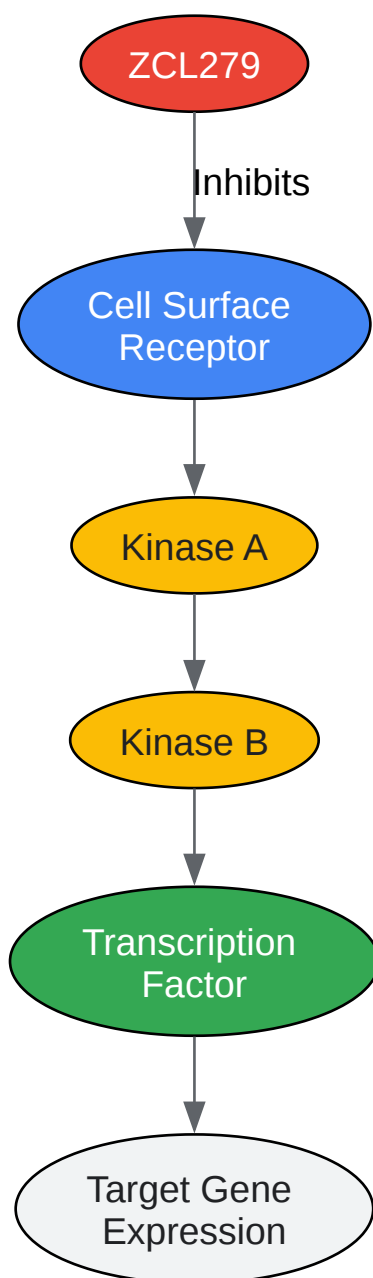 ZCL279
Inhibits
Cell Surface
Receptor
Kinase A
Kinase B
Transcription
Factor
Target Gene
Expression